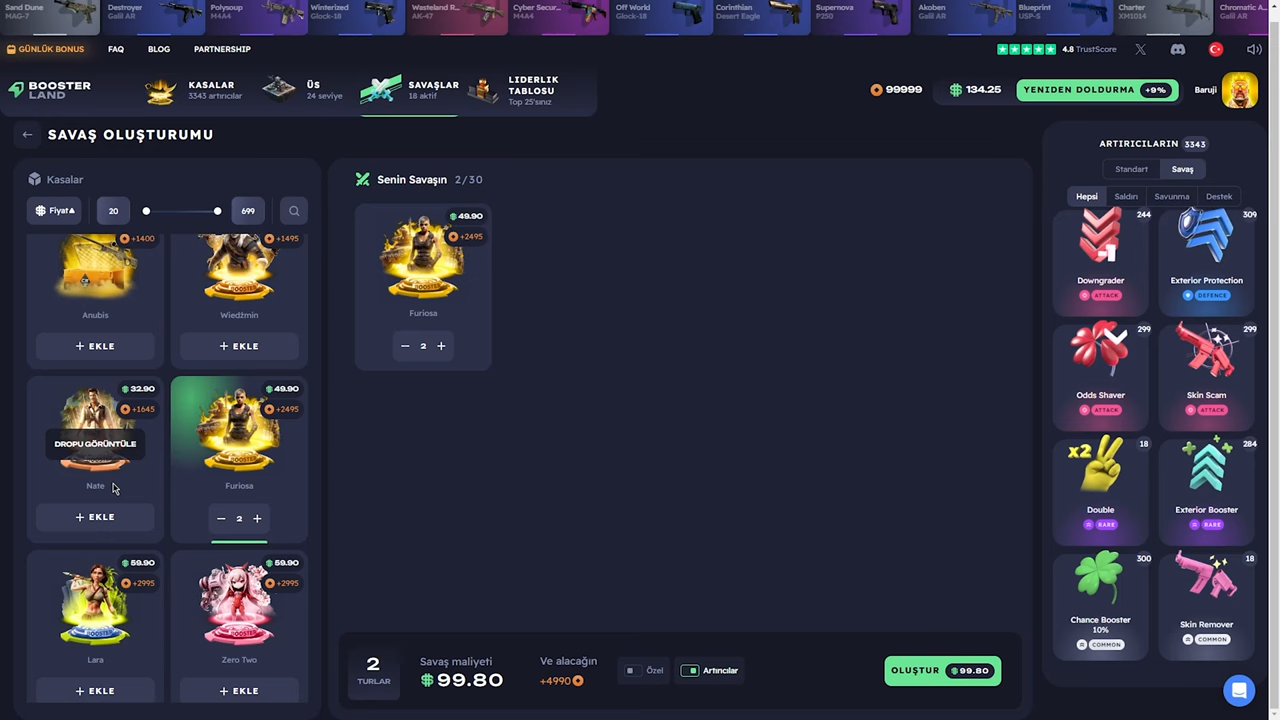 Sand Dune
MAG-7
Destroyer
Galil AR
Polysoup
M4A4
Winterized
Glock-18
Wasteland R...
AK-47
Cyber Secur...
M4A4
Off World
Glock-18
Corinthian
Desert Eagle
Supernova
P250
Akoben
Galil AR
Blueprint
USP-S
Charter
XM1014
Chromatic A...
Galil AR
GÜNLÜK BONUS
FAQ
BLOG
PARTNERSHIP
4.8 TrustScore
BOOSTER
LAND
KASALAR
3343 artırıcılar
ÜS
24 seviye
SAVAŞLAR
18 aktif
LIDERLIK
TABLOSU
Top 25'sınız
99999
134.25
YENIDEN DOLDURMA +9%
Baruji
SAVAŞ OLUŞTURUMU
Kasalar
Fiyat
20
699
+1400
Anubis
+ EKLE
+1495
Wiedźmin
+ EKLE
32.90
+1645
DROPU GÖRÜNTÜLE
Nate
+ EKLE
49.90
+2495
Furiosa
− 2 +
59.90
+2995
BOOSTER
Lara
+ EKLE
59.90
+2995
BOOSTER
Zero Two
+ EKLE
Senin Savaşın 2/30
49.90
+2495
BOOSTER
Furiosa
− 2 +
2
TURLAR
Savaş maliyeti
99.80
Ve alacağın
+4990
Özel
Artırıcılar
OLUŞTUR 99.80
ARTIRICILARIN 3343
Standart
Savaş
Hepsi
Saldırı
Savunma
Destek
244
Downgrader
ATTACK
309
Exterior Protection
DEFENCE
299
Odds Shaver
ATTACK
299
Skin Scam
ATTACK
18
x2
Double
RARE
284
Exterior Booster
RARE
300
Chance Booster
10%
COMMON
18
Skin Remover
COMMON